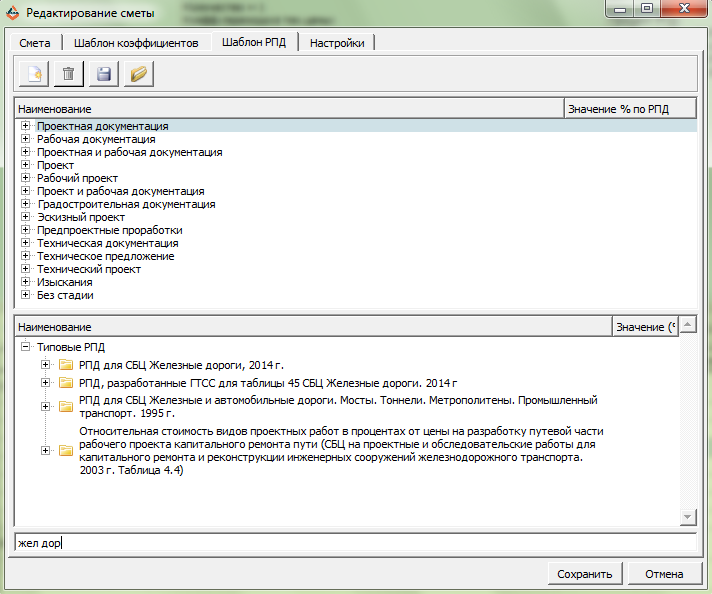 Редактирование сметы
Смета
Шаблон коэффициентов
Шаблон РПД
Настройки
Наименование
Значение % по РПД
Проектная документация
Рабочая документация
Проектная и рабочая документация
Проект
Рабочий проект
Проект и рабочая документация
Градостроительная документация
Эскизный проект
Предпроектные проработки
Техническая документация
Техническое предложение
Технический проект
Изыскания
Без стадии
Наименование
Значение (%
Типовые РПД
РПД для СБЦ Железные дороги, 2014 г.
РПД, разработанные ГТСС для таблицы 45 СБЦ Железные дороги. 2014 г
РПД для СБЦ Железные и автомобильные дороги. Мосты. Тоннели. Метрополитены. Промышленный
транспорт. 1995 г.
Относительная стоимость видов проектных работ в процентах от цены на разработку путевой части
рабочего проекта капитального ремонта пути (СБЦ на проектные и обследовательские работы для
капитального ремонта и реконструкции инженерных сооружений железнодорожного транспорта.
2003 г. Таблица 4.4)
жел дор
Сохранить
Отмена